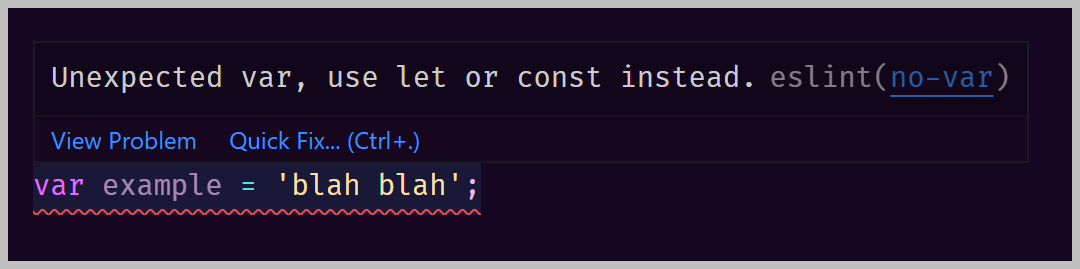 Unexpected var, use let or const instead. eslint(no-var)
View Problem Quick Fix... (Ctrl+.)
var example = 'blah blah';